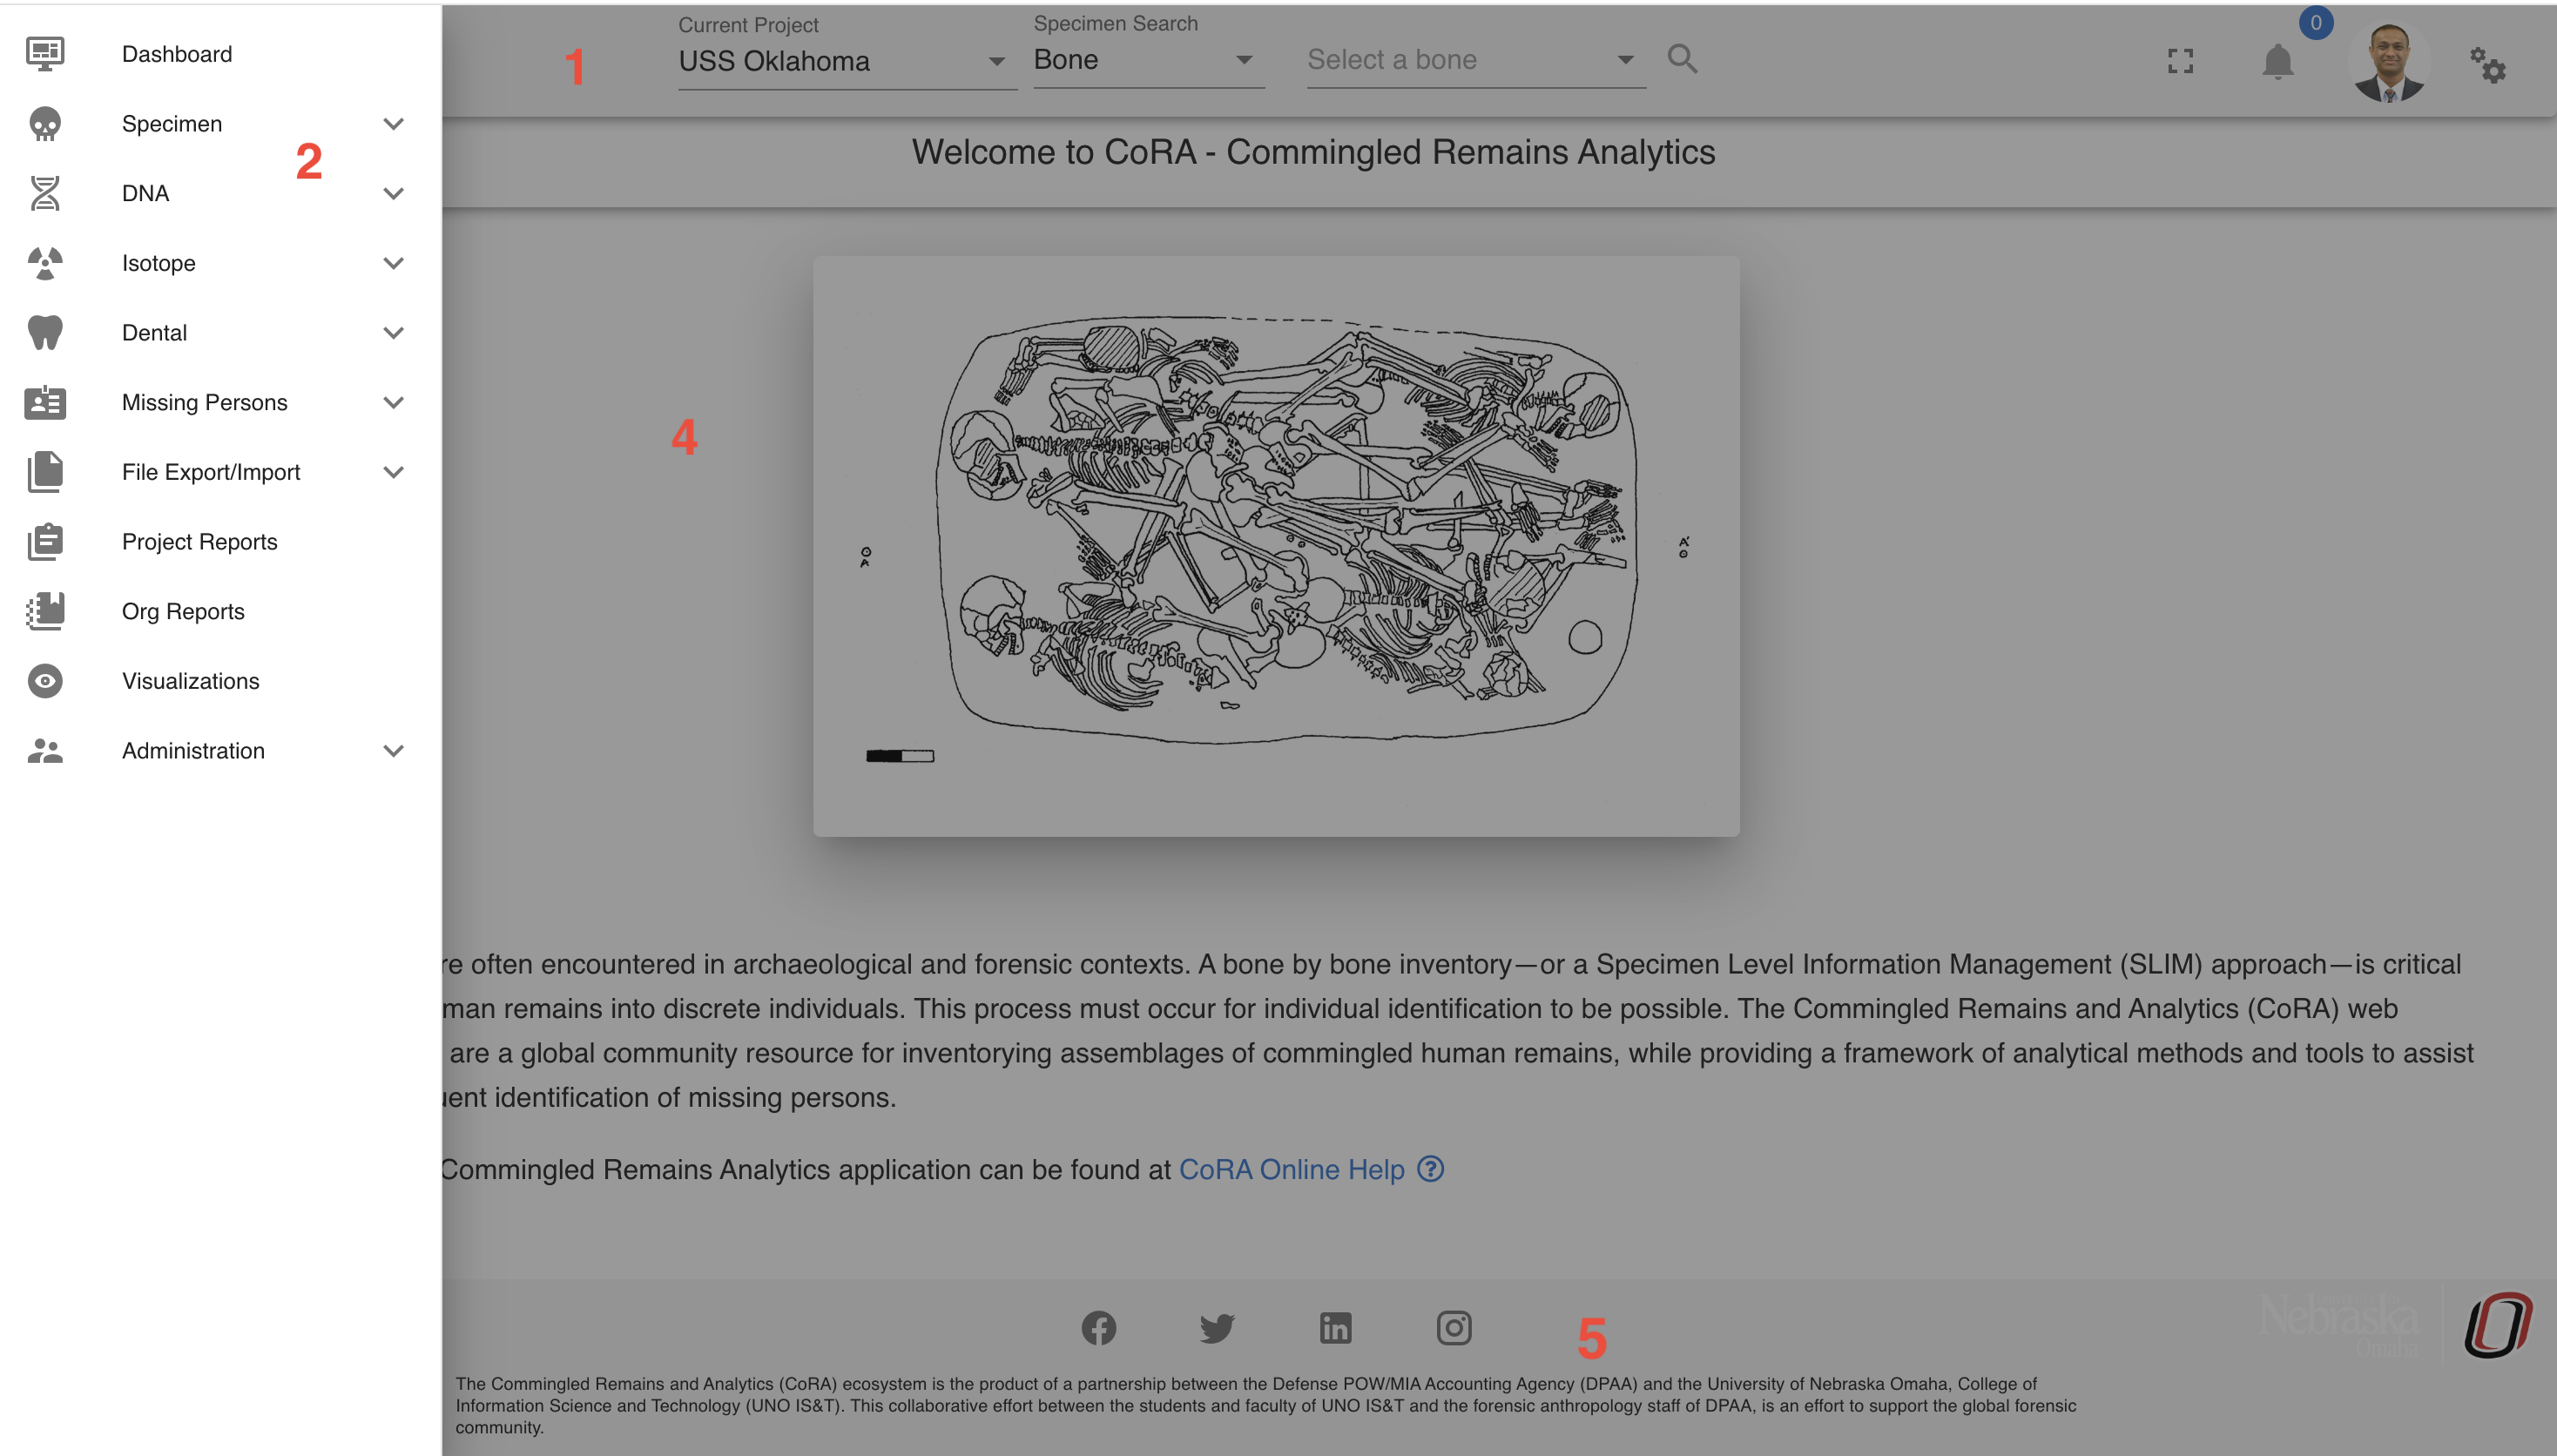 Dashboard
Specimen
2
DNA
Isotope
Dental
Missing Persons
File Export/Import
Project Reports
Org Reports
Visualizations
Administration
1
Current Project
USS Oklahoma
Specimen Search
Bone
Select a bone
0
Welcome to CoRA - Commingled Remains Analytics
4
A
A'
often encountered in archaeological and forensic contexts. A bone by bone inventory—or a Specimen Level Information Management (SLIM) approach—is critical
remains into discrete individuals. This process must occur for individual identification to be possible. The Commingled Remains and Analytics (CoRA) web
are a global community resource for inventorying assemblages of commingled human remains, while providing a framework of analytical methods and tools to assist
identification of missing persons.
Commingled Remains Analytics application can be found at CoRA Online Help ?
5
Nebraska
Omaha
The Commingled Remains and Analytics (CoRA) ecosystem is the product of a partnership between the Defense POW/MIA Accounting Agency (DPAA) and the University of Nebraska Omaha, College of
Information Science and Technology (UNO IS&T). This collaborative effort between the students and faculty of UNO IS&T and the forensic anthropology staff of DPAA, is an effort to support the global forensic
community.